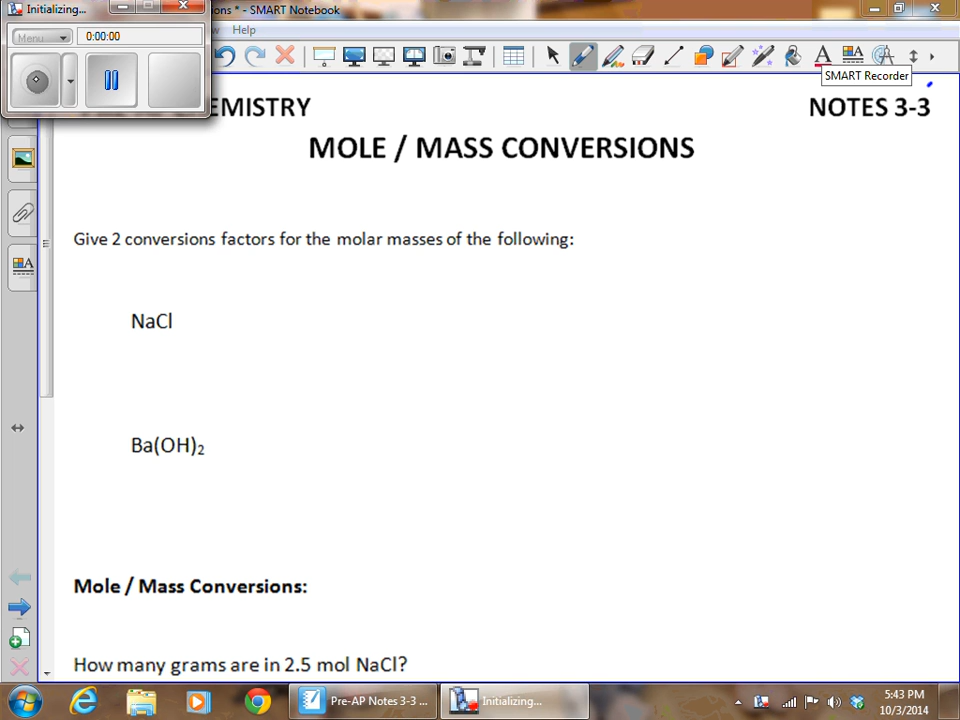 Initializing...
ons * - SMART Notebook
Menu
0:00:00
Help
SMART Recorder
EMISTRY
NOTES 3-3
MOLE / MASS CONVERSIONS
Give 2 conversions factors for the molar masses of the following:
NaCl
Ba(OH)₂
Mole / Mass Conversions:
How many grams are in 2.5 mol NaCl?
Pre-AP Notes 3-3 ...
Initializing...
5:43 PM
10/3/2014